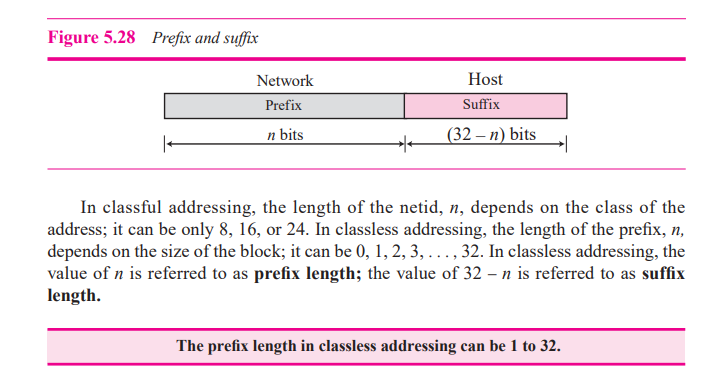 Figure 5.28 Prefix and suffix
Network Host
Prefix Suffix
n bits (32 – n) bits
In classful addressing, the length of the netid, n, depends on the class of the
address; it can be only 8, 16, or 24. In classless addressing, the length of the prefix, n,
depends on the size of the block; it can be 0, 1, 2, 3, . . . , 32. In classless addressing, the
value of n is referred to as prefix length; the value of 32 – n is referred to as suffix
length.
The prefix length in classless addressing can be 1 to 32.